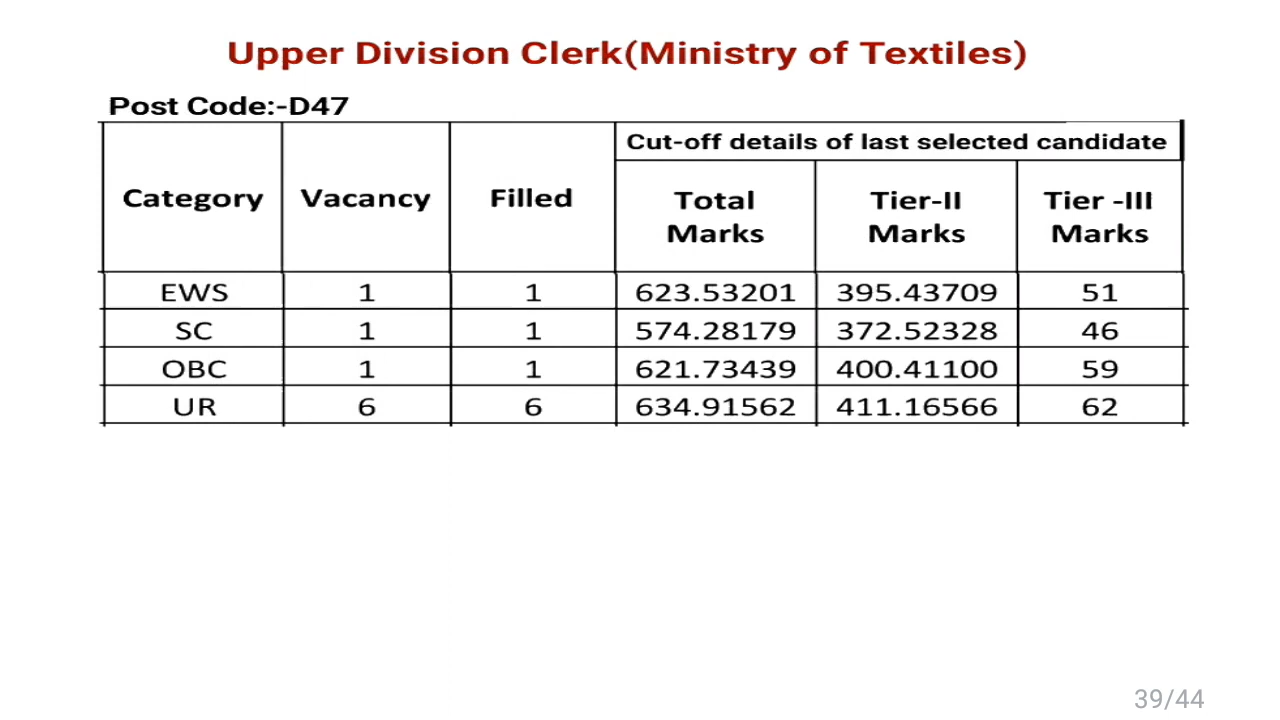 Upper Division Clerk(Ministry of Textiles)
Post Code:-D47
Category Vacancy Filled Cut-off details of last selected candidate
Total Marks Tier-II Marks Tier -III Marks
EWS 1 1 623.53201 395.43709 51
SC 1 1 574.28179 372.52328 46
OBC 1 1 621.73439 400.41100 59
UR 6 6 634.91562 411.16566 62
39/44